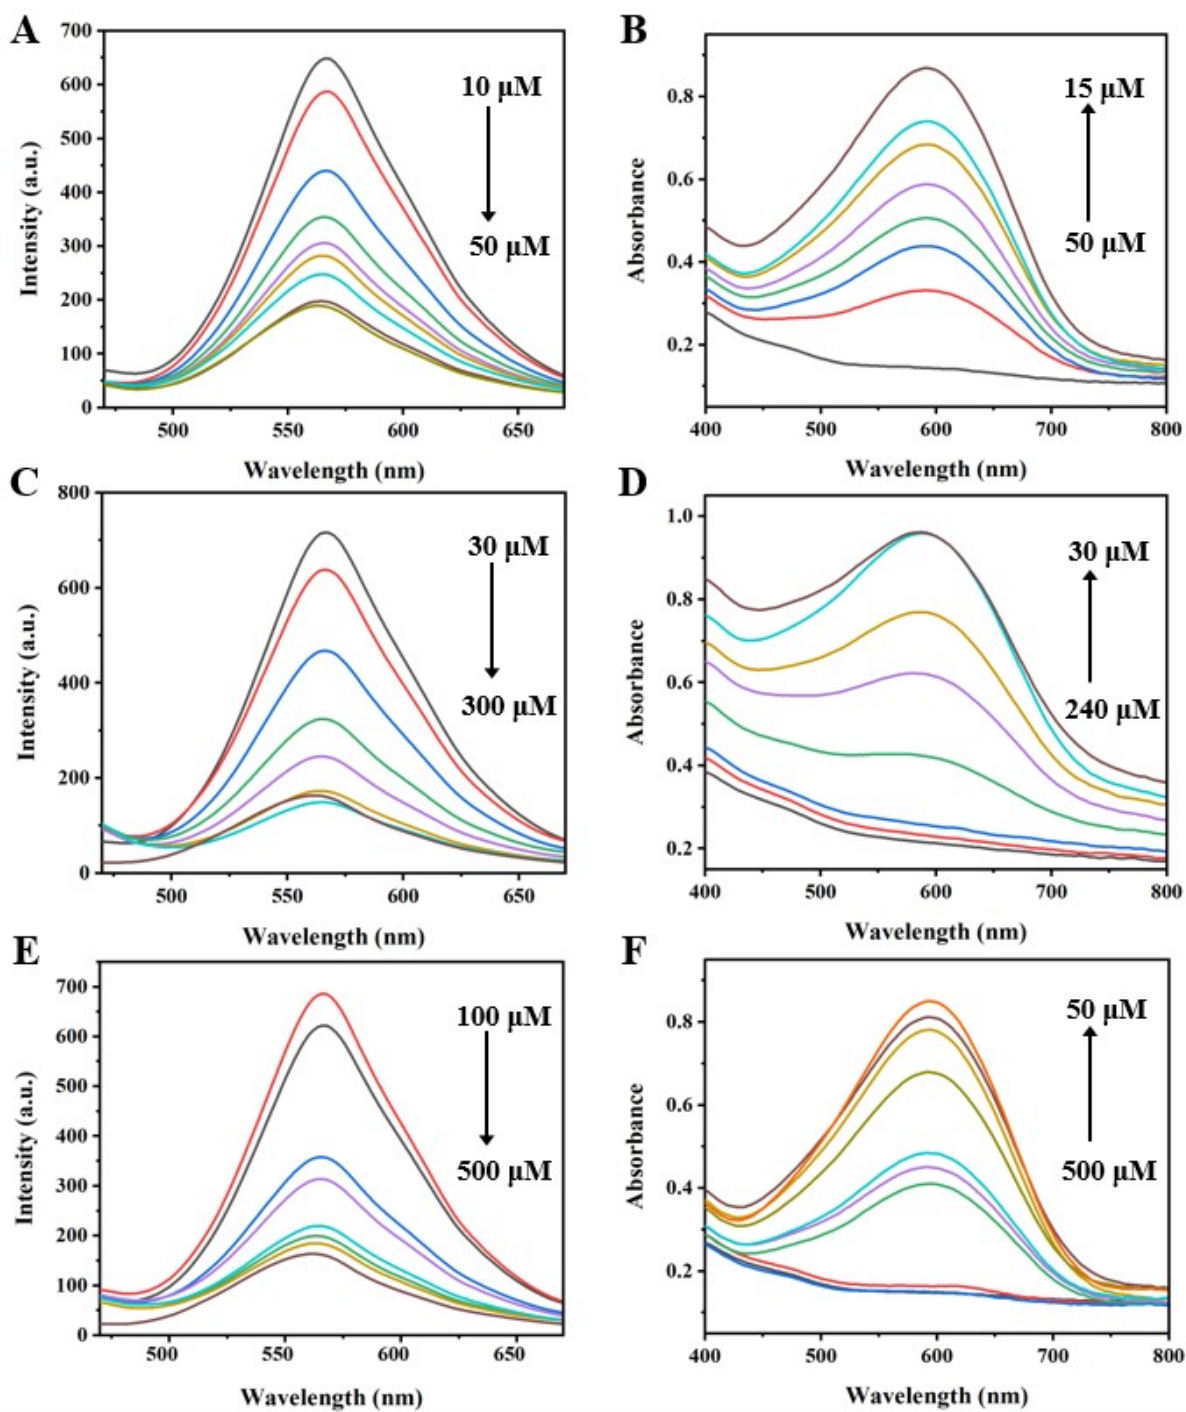 A
700
600
500
400
300
200
100
0
500
550
600
650
Intensity (a.u.)
Wavelength (nm)
10 μM
50 μM
B
0.8
0.6
0.4
0.2
400
500
600
700
800
Absorbance
Wavelength (nm)
15 μM
50 μM
C
800
600
400
200
0
500
550
600
650
Intensity (a.u.)
Wavelength (nm)
30 μM
300 μM
D
1.0
0.8
0.6
0.4
0.2
400
500
600
700
800
Absorbance
Wavelength (nm)
30 μM
240 μM
E
700
600
500
400
300
200
100
0
500
550
600
650
Intensity (a.u.)
Wavelength (nm)
100 μM
500 μM
F
0.8
0.6
0.4
0.2
400
500
600
700
800
Absorbance
Wavelength (nm)
50 μM
500 μM